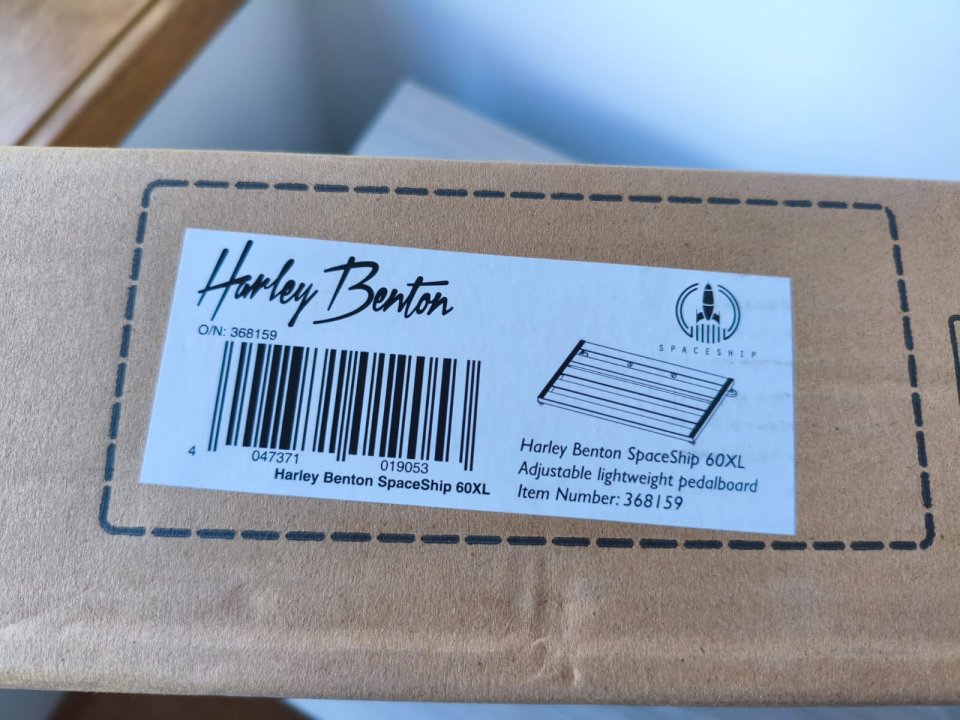 Harley Benton
O/N: 368159
4 047371 019053
Harley Benton SpaceShip 60XL
SPACESHIP
Harley Benton SpaceShip 60XL
Adjustable lightweight pedalboard
Item Number: 368159